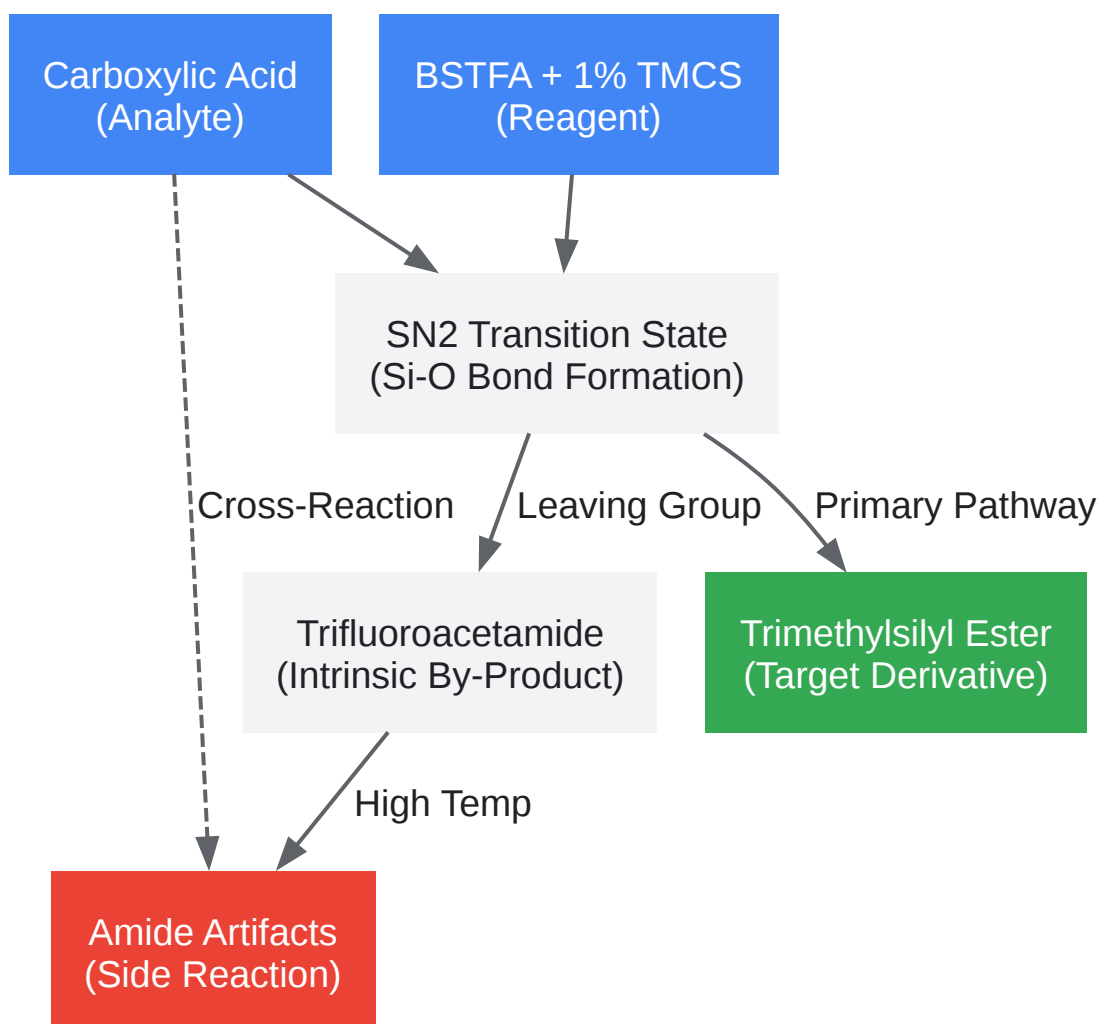 Carboxylic Acid
(Analyte)
BSTFA + 1% TMCS
(Reagent)
SN2 Transition State
(Si-O Bond Formation)
Cross-Reaction
Leaving Group
Primary Pathway
Trifluoroacetamide
(Intrinsic By-Product)
Trimethylsilyl Ester
(Target Derivative)
High Temp
Amide Artifacts
(Side Reaction)